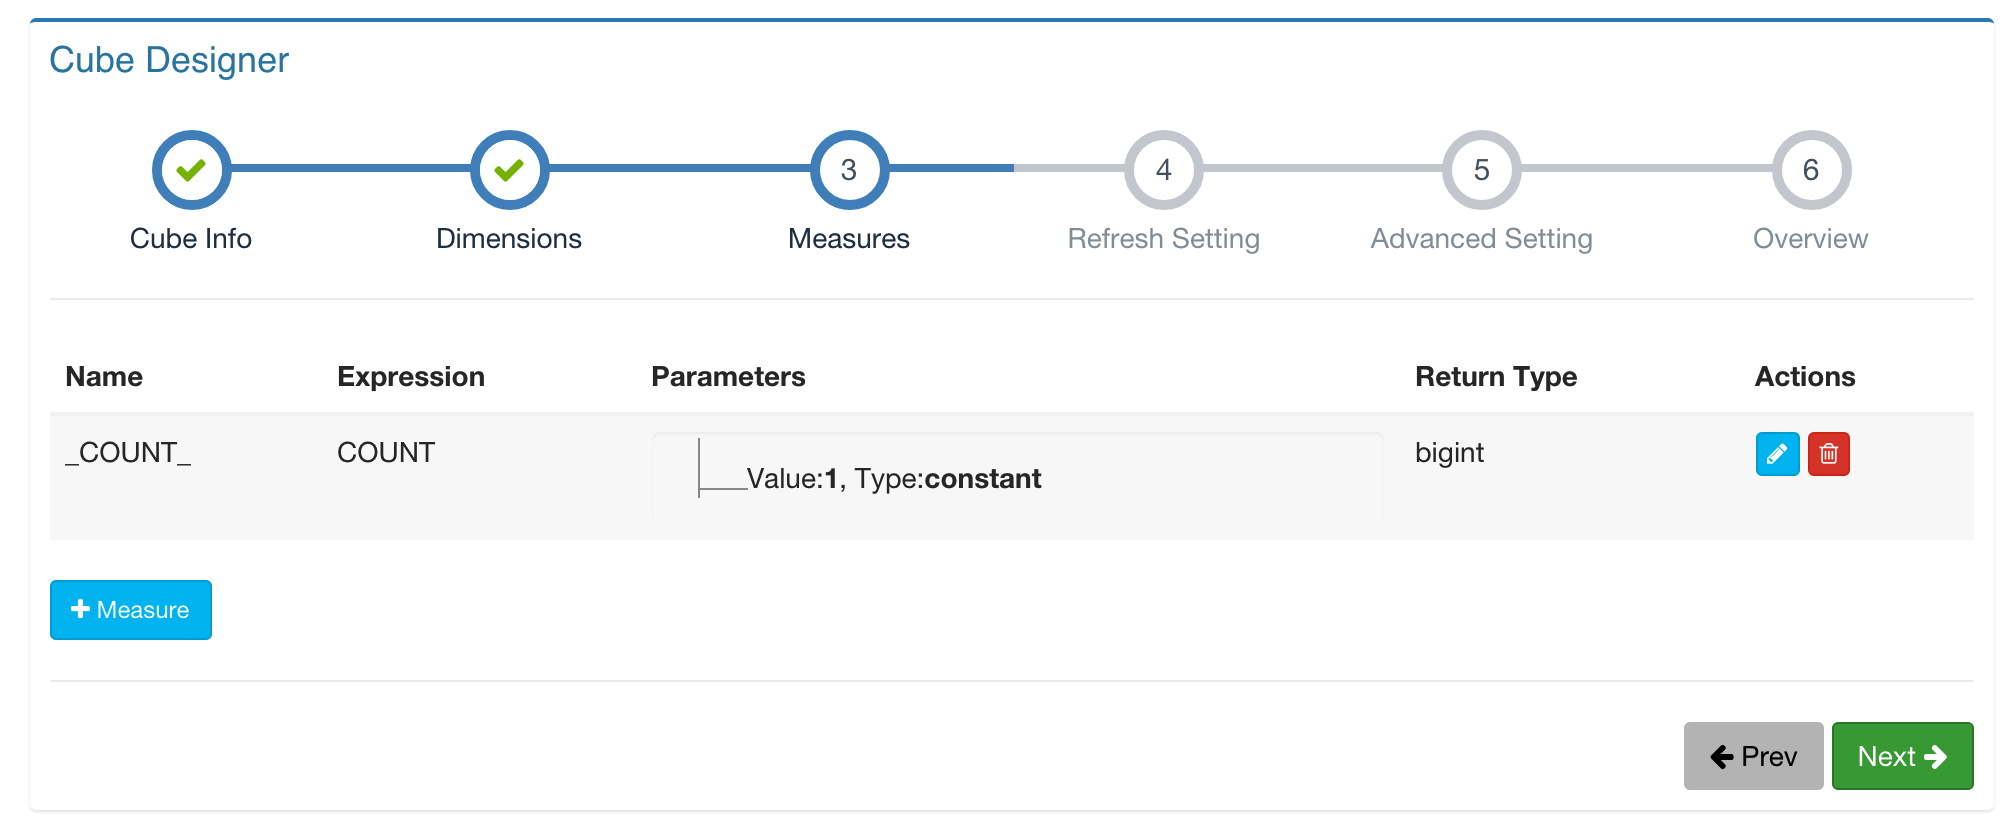 Cube Designer
3 4 5 6
Cube Info Dimensions Measures Refresh Setting Advanced Setting Overview
Name Expression Parameters Return Type Actions
_COUNT_ COUNT Value:1, Type:constant bigint
Measure
Prev Next